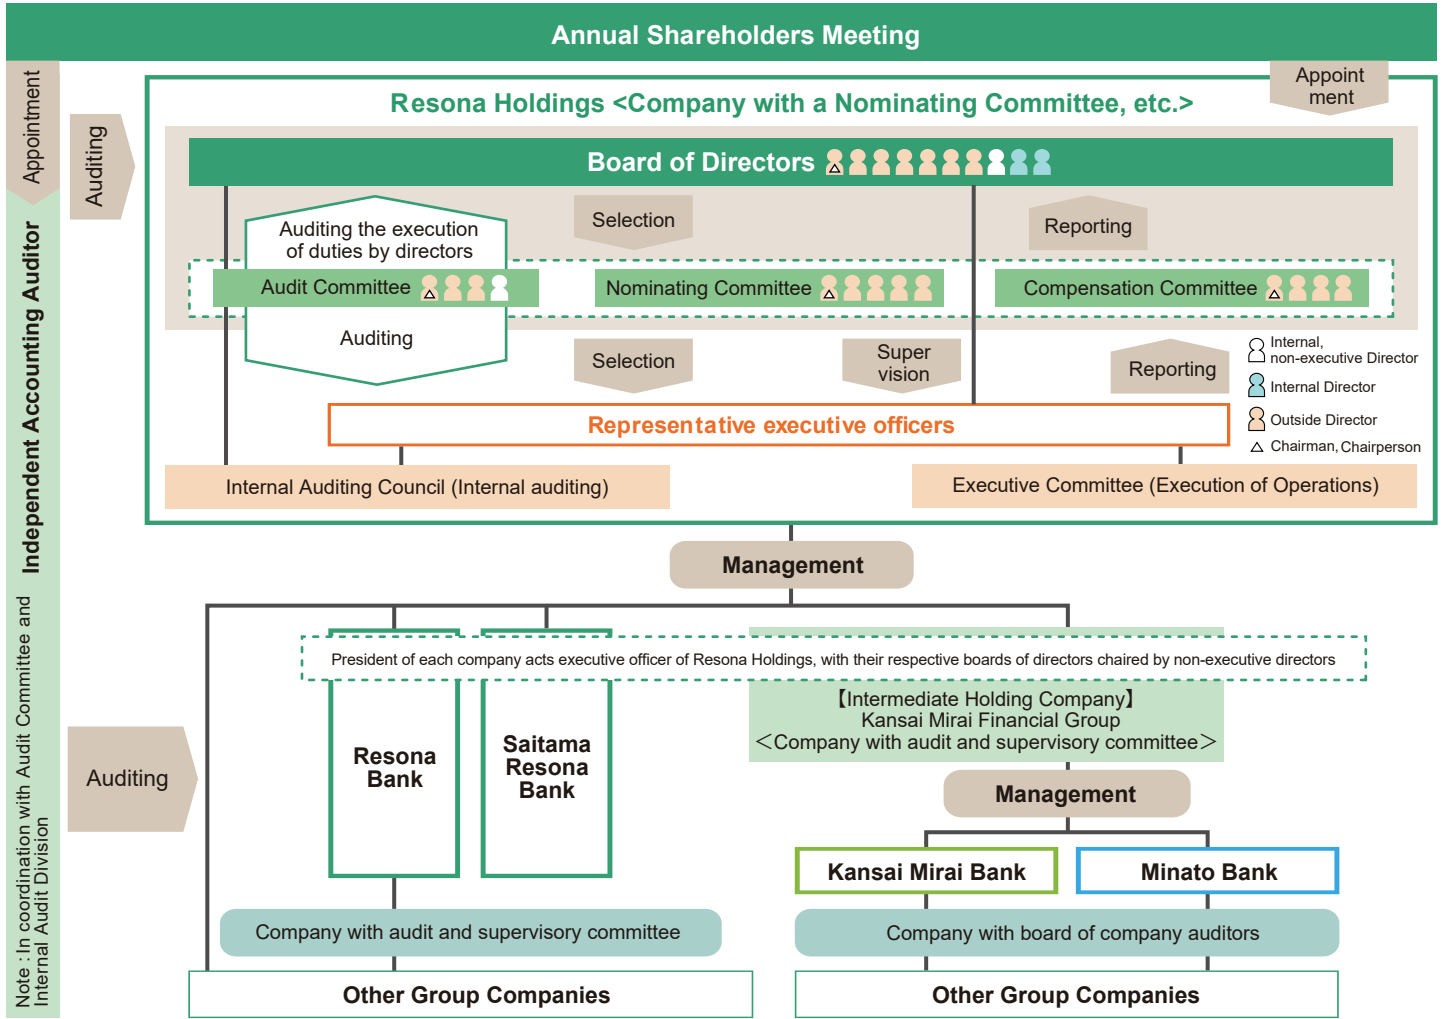 Annual Shareholders Meeting
Appointment
Independent Accounting Auditor
Note : In coordination with Audit Committee and
Internal Audit Division
Auditing
Appoint
ment
Resona Holdings <Company with a Nominating Committee, etc.>
Board of Directors
Auditing the execution
of duties by directors
Selection
Reporting
Audit Committee
Nominating Committee
Compensation Committee
Auditing
Selection
Super
vision
Reporting
Internal,
non-executive Director
Internal Director
Outside Director
Chairman, Chairperson
Representative executive officers
Internal Auditing Council (Internal auditing)
Executive Committee (Execution of Operations)
Management
President of each company acts executive officer of Resona Holdings, with their respective boards of directors chaired by non-executive directors
Auditing
Resona
Bank
Saitama
Resona
Bank
【Intermediate Holding Company】
Kansai Mirai Financial Group
＜Company with audit and supervisory committee＞
Management
Kansai Mirai Bank
Minato Bank
Company with audit and supervisory committee
Company with board of company auditors
Other Group Companies
Other Group Companies